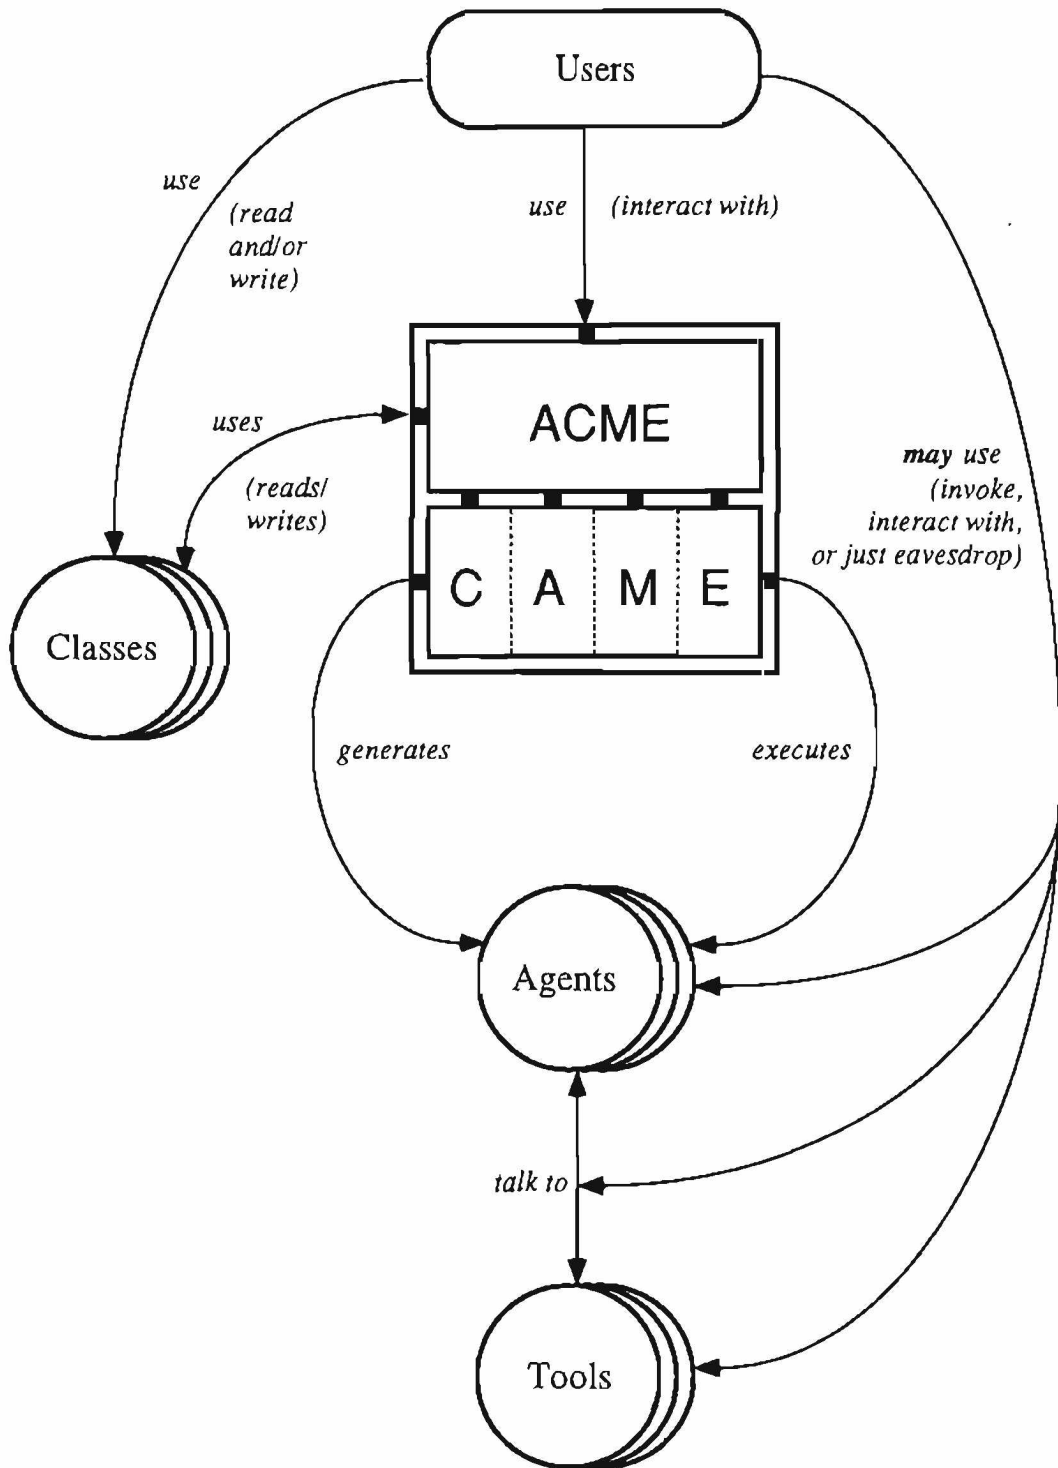 Users
use
(read
and/or
write)
use (interact with)
ACME
uses
(reads/
writes)
may use
(invoke,
interact with,
or just eavesdrop)
C A M E
Classes
generates
executes
Agents
talk to
Tools